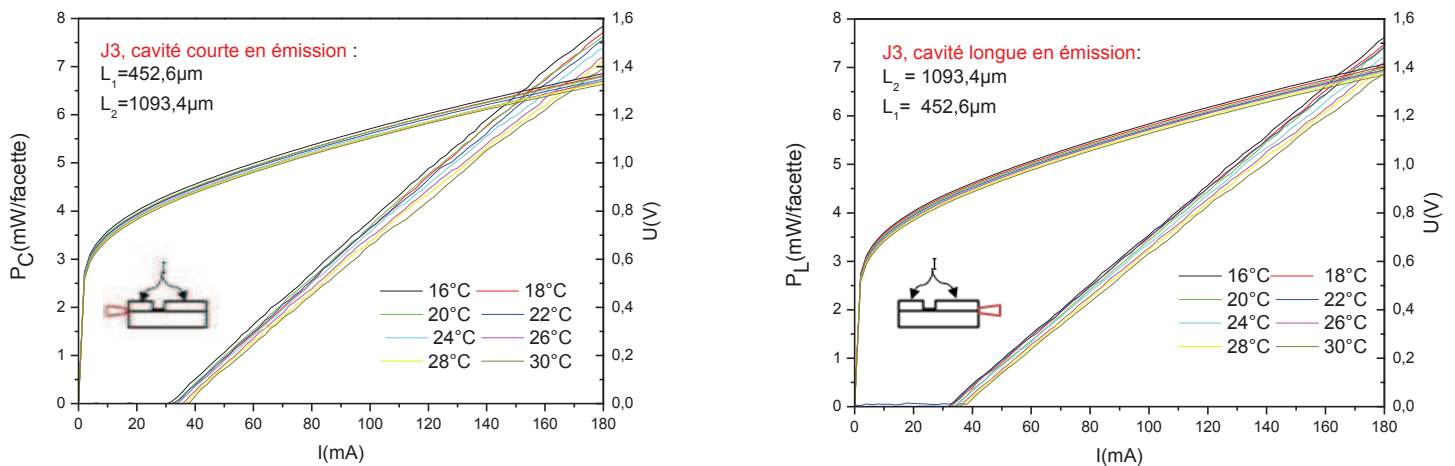 J3, cavité courte en émission :
L1=452,6µm
L2=1093,4µm
PC(mW/facette)
8
7
6
5
4
3
2
1
0
1,6
1,4
1,2
1,0
0,8
0,6
0,4
0,2
0,0
U(V)
I
16°C 18°C
20°C 22°C
24°C 26°C
28°C 30°C
0 20 40 60 80 100 120 140 160 180
I(mA)
J3, cavité longue en émission:
L2 = 1093,4µm
L1= 452,6µm
PL(mW/facette)
8
7
6
5
4
3
2
1
0
1,6
1,4
1,2
1,0
0,8
0,6
0,4
0,2
0,0
U(V)
I
16°C 18°C
20°C 22°C
24°C 26°C
28°C 30°C
0 20 40 60 80 100 120 140 160 180
I(mA)